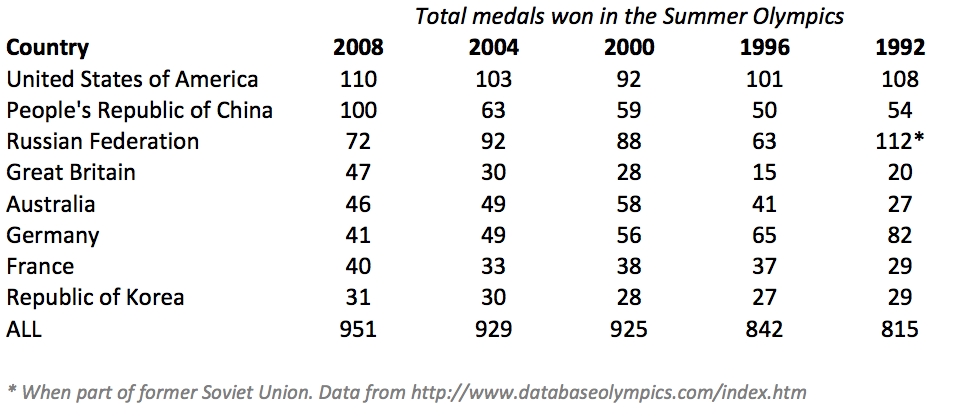 Total medals won in the Summer Olympics
Country 2008 2004 2000 1996 1992
United States of America 110 103 92 101 108
People's Republic of China 100 63 59 50 54
Russian Federation 72 92 88 63 112*
Great Britain 47 30 28 15 20
Australia 46 49 58 41 27
Germany 41 49 56 65 82
France 40 33 38 37 29
Republic of Korea 31 30 28 27 29
ALL 951 929 925 842 815
* When part of former Soviet Union. Data from http://www.databaseolympics.com/index.htm